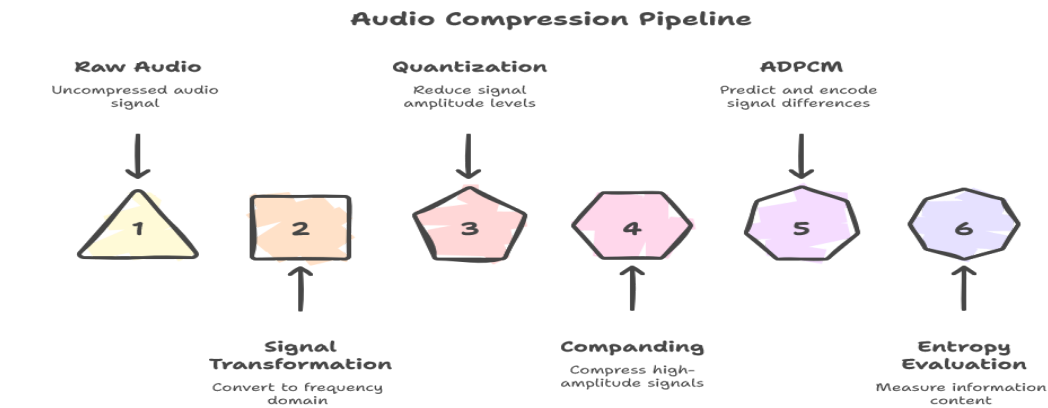 Audio Compression Pipeline
Raw Audio
Uncompressed audio
signal
Quantization
Reduce signal
amplitude levels
ADPCM
Predict and encode
signal differences
1
2
3
4
5
6
Signal
Transformation
Convert to frequency
domain
Companding
Compress high-
amplitude signals
Entropy
Evaluation
Measure information
content